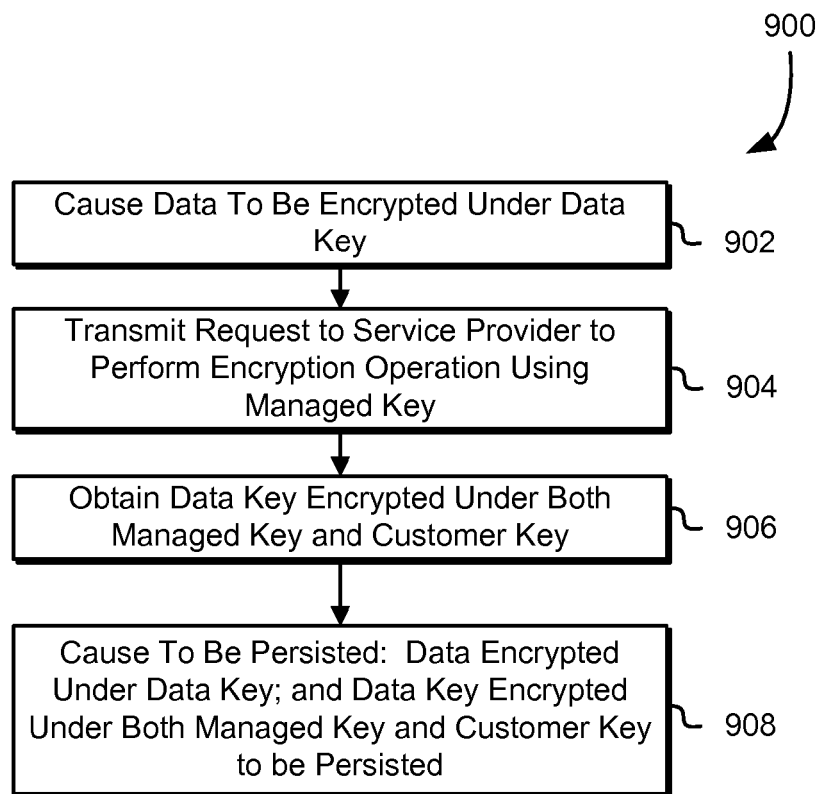 900
Cause Data To Be Encrypted Under Data
Key
902
Transmit Request to Service Provider to
Perform Encryption Operation Using
Managed Key
904
Obtain Data Key Encrypted Under Both
Managed Key and Customer Key
906
Cause To Be Persisted: Data Encrypted
Under Data Key; and Data Key Encrypted
Under Both Managed Key and Customer Key
to be Persisted
908